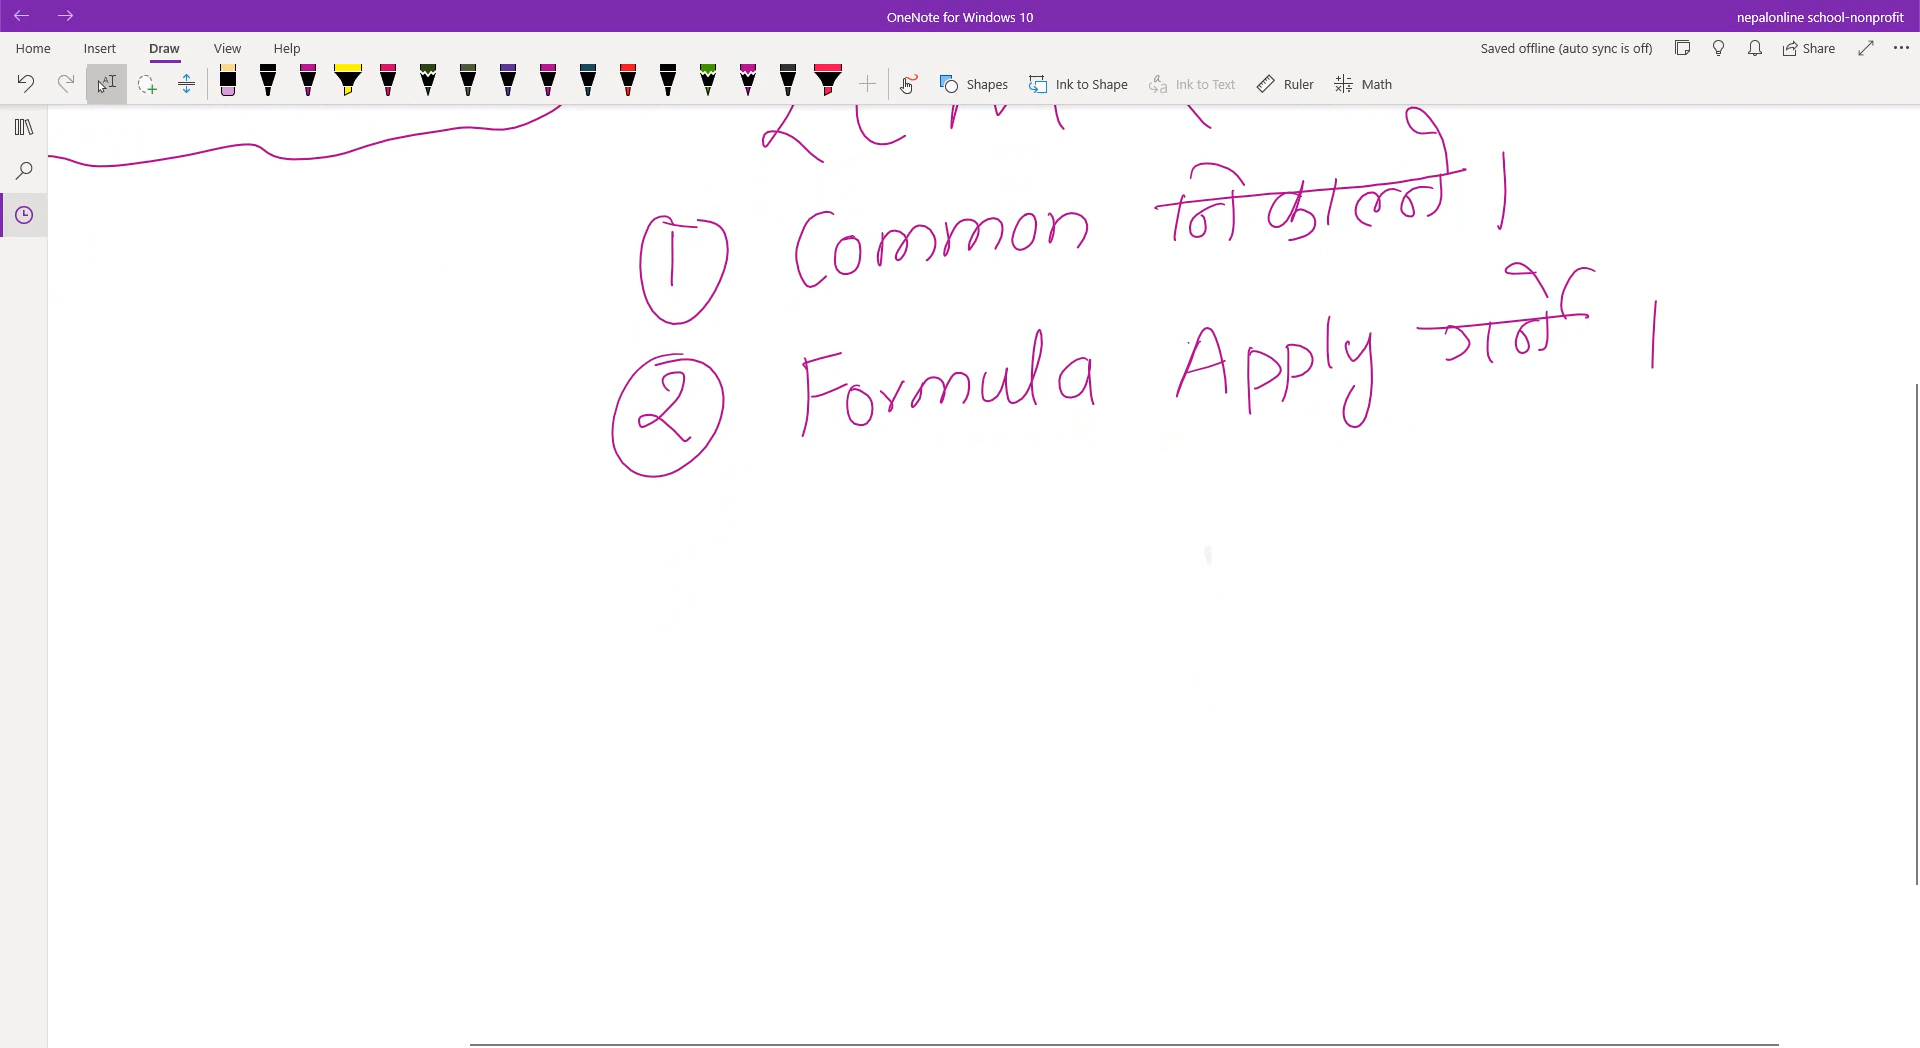 OneNote for Windows 10
nepalonline school-nonprofit
Home Insert Draw View Help
Saved offline (auto sync is off) Share
Shapes Ink to Shape Ink to Text Ruler Math
1 Common निकाल्ने |
2 Formula Apply गर्ने |